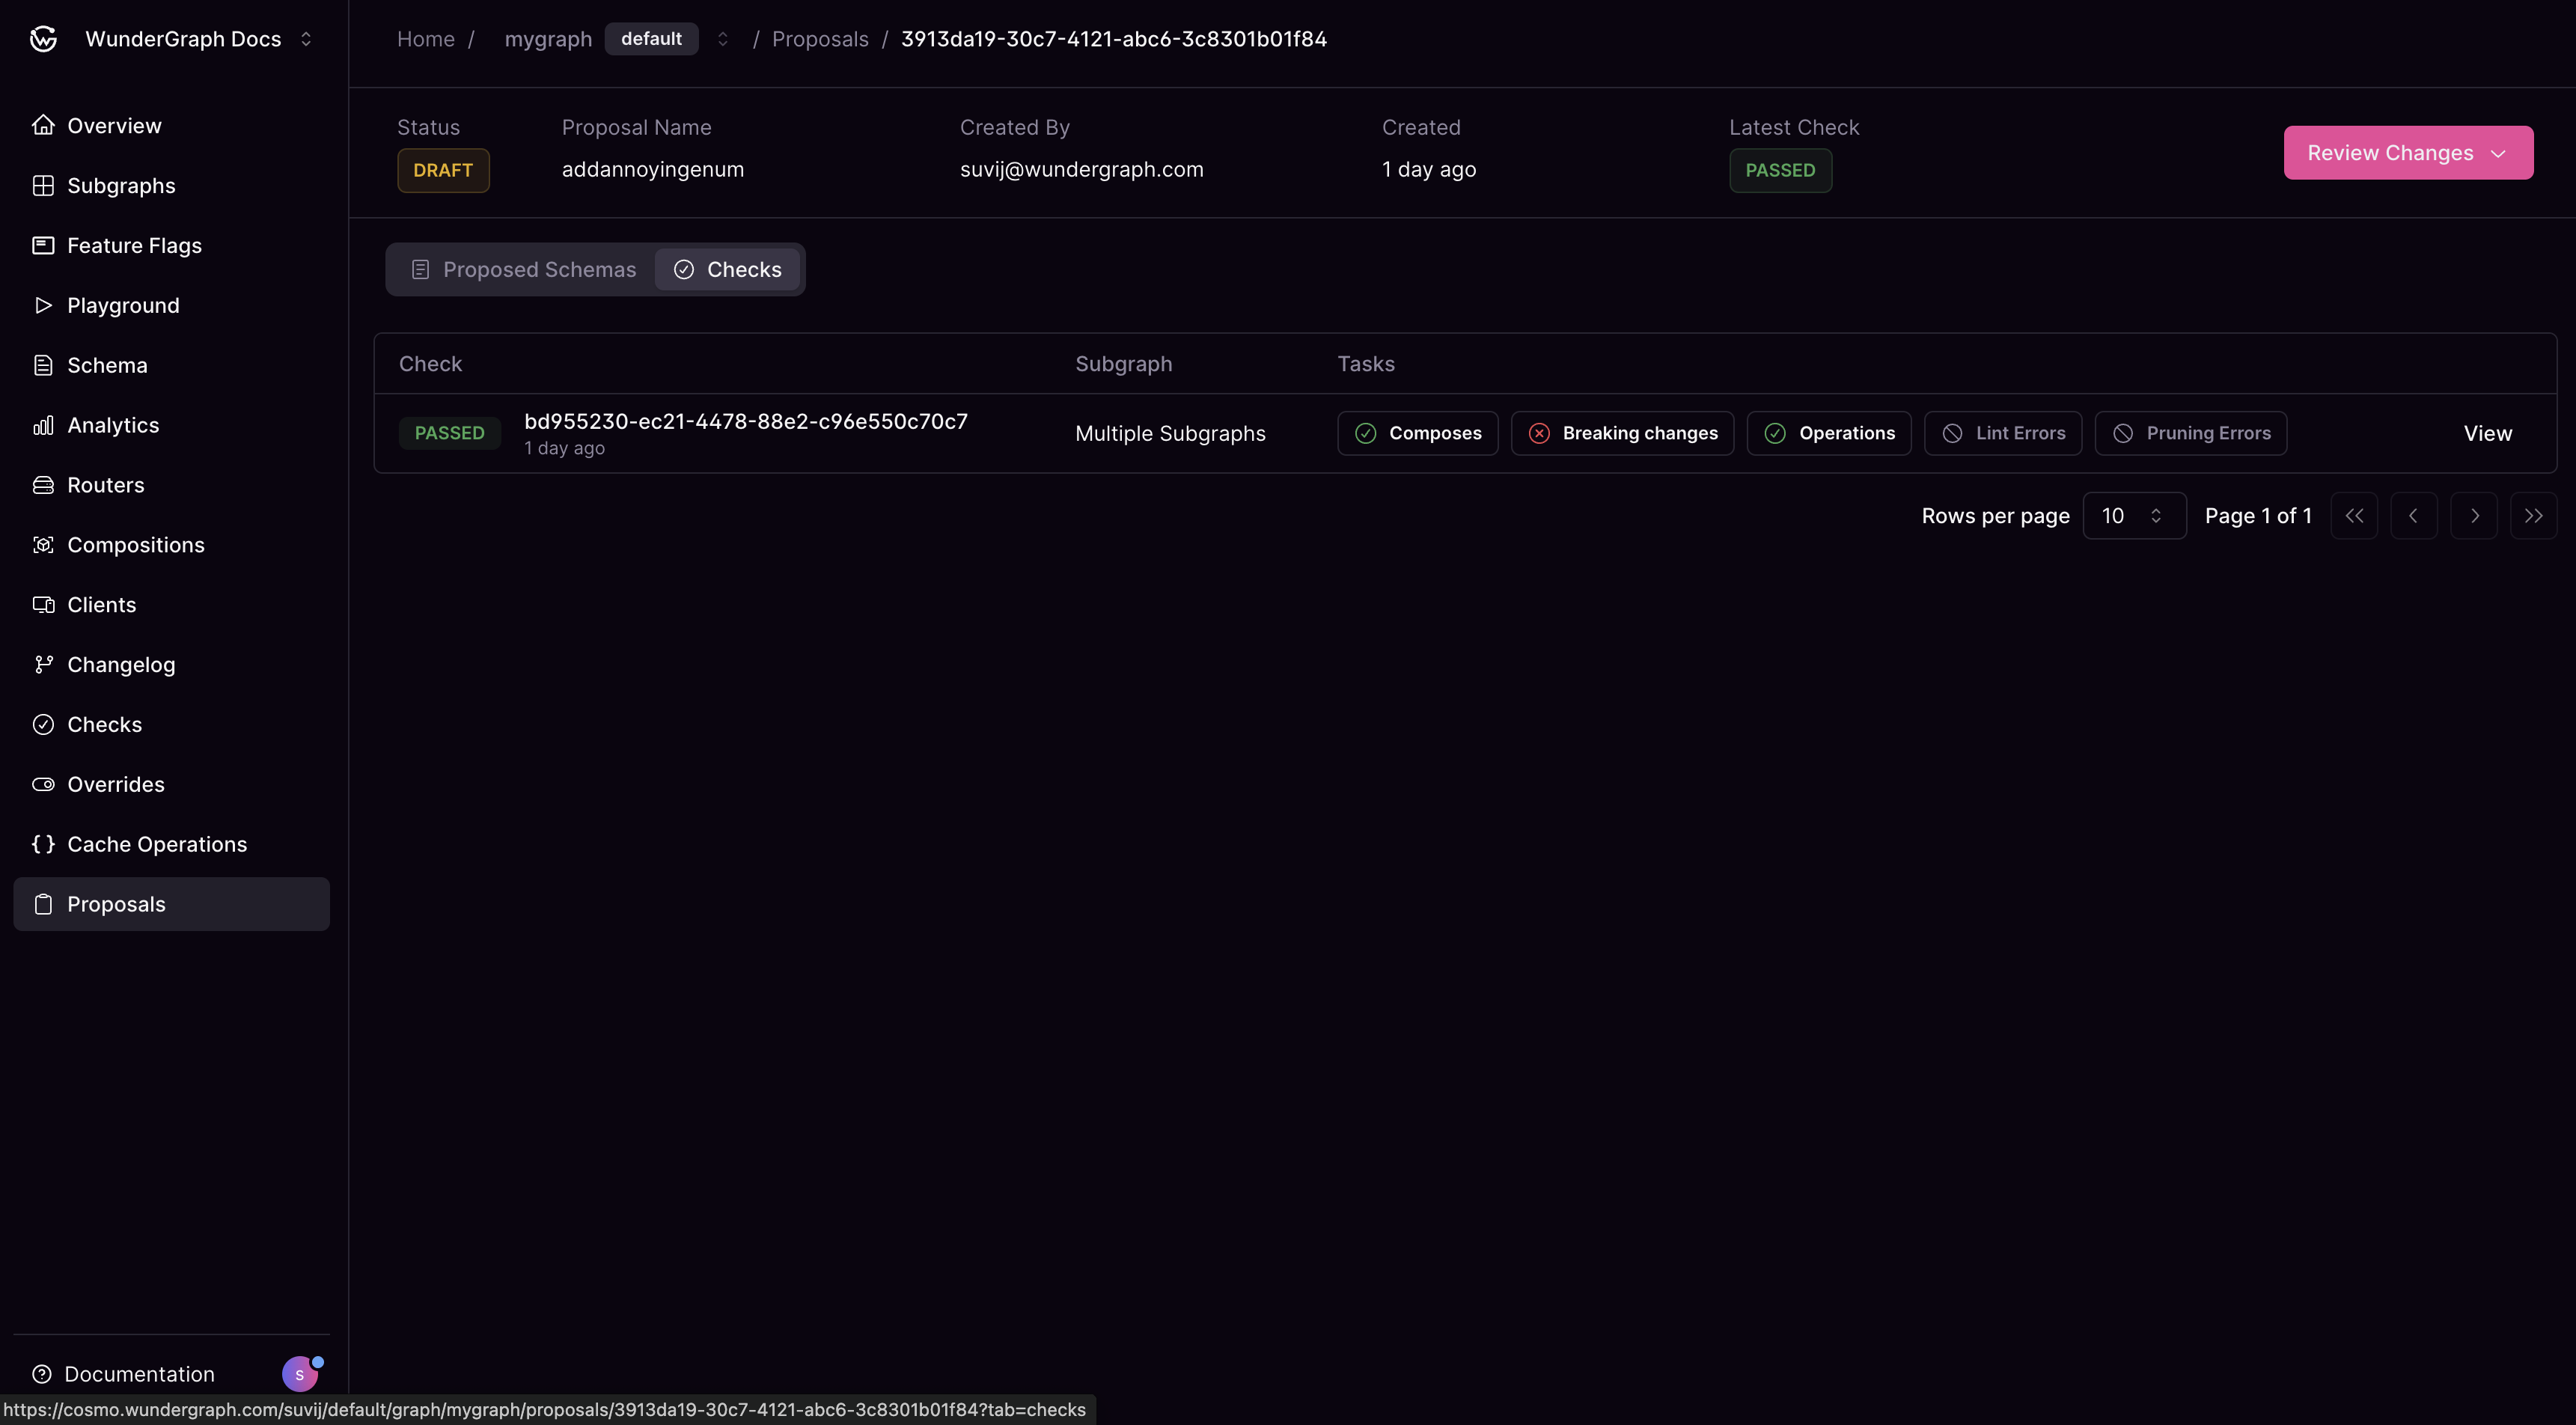 WunderGraph Docs
Overview
Subgraphs
Feature Flags
Playground
Schema
Analytics
Routers
Compositions
Clients
Changelog
Checks
Overrides
Cache Operations
Proposals
Documentation
S
Home / mygraph default / Proposals / 3913da19-30c7-4121-abc6-3c8301b01f84
Status Proposal Name Created By Created Latest Check
DRAFT addannoyingenum suvij@wundergraph.com 1 day ago PASSED
Review Changes
Proposed Schemas Checks
Check Subgraph Tasks
PASSED bd955230-ec21-4478-88e2-c96e550c70c7 Multiple Subgraphs Composes Breaking changes Operations Lint Errors Pruning Errors View
1 day ago
Rows per page 10 Page 1 of 1
https://cosmo.wundergraph.com/suvij/default/graph/mygraph/proposals/3913da19-30c7-4121-abc6-3c8301b01f84?tab=checks